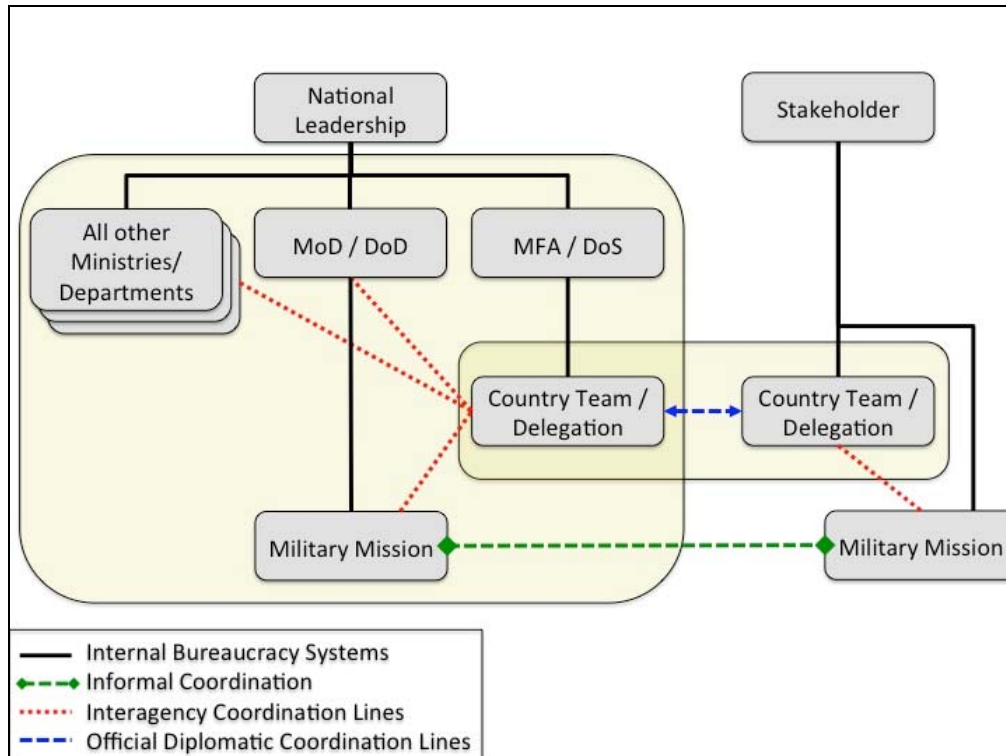 National
Leadership
Stakeholder
All other
Ministries/
Departments
MoD / DoD
MFA / DoS
Country Team /
Delegation
Country Team /
Delegation
Military Mission
Military Mission
Internal Bureaucracy Systems
Informal Coordination
Interagency Coordination Lines
Official Diplomatic Coordination Lines